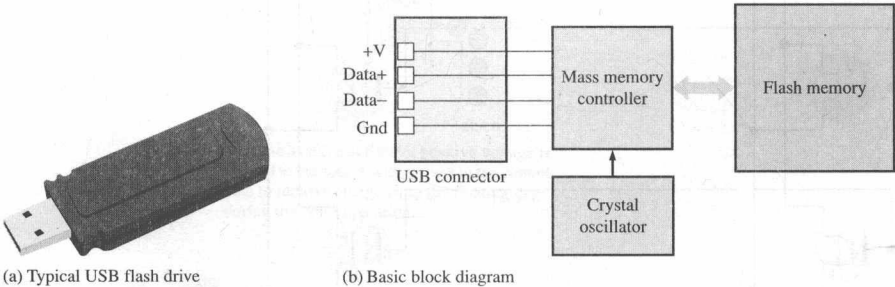 +V
Data+
Data−
Gnd
USB connector
Mass memory
controller
Flash memory
Crystal
oscillator
(a) Typical USB flash drive
(b) Basic block diagram